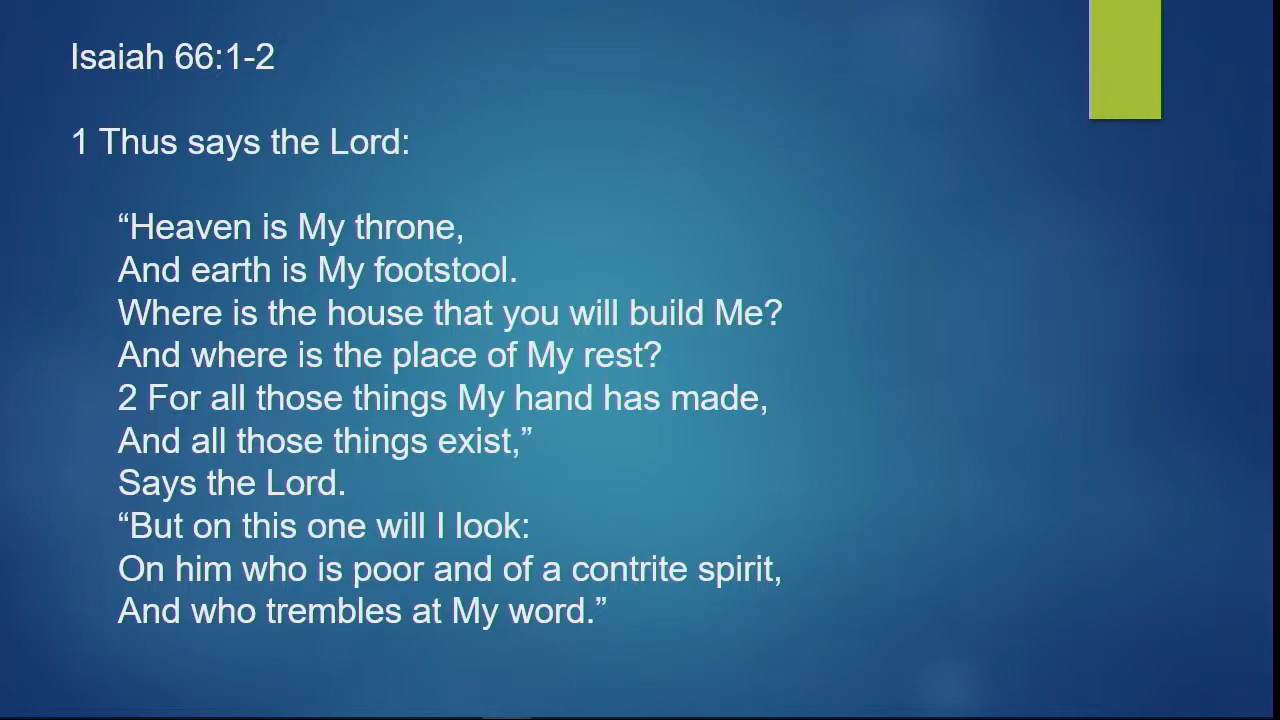 Isaiah 66:1-2
1 Thus says the Lord:
“Heaven is My throne,
And earth is My footstool.
Where is the house that you will build Me?
And where is the place of My rest?
2 For all those things My hand has made,
And all those things exist,”
Says the Lord.
“But on this one will I look:
On him who is poor and of a contrite spirit,
And who trembles at My word.”